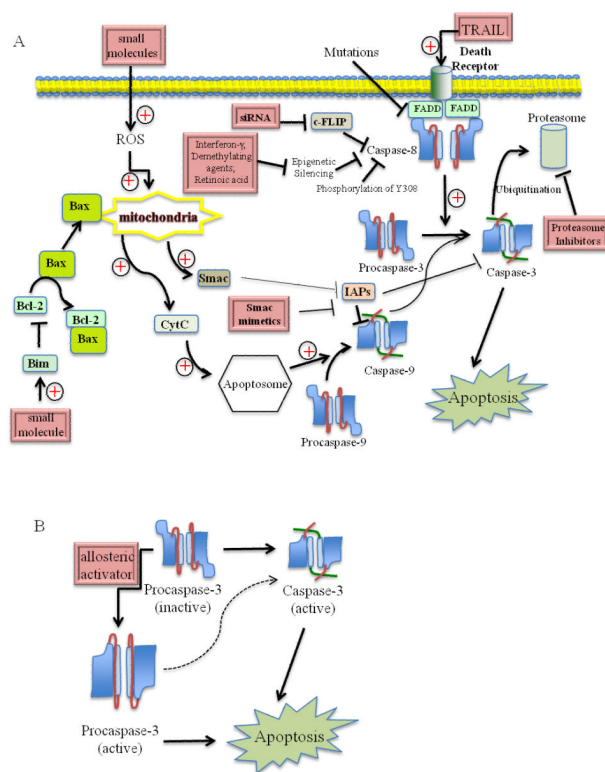 A
small
molecules
TRAIL
Death
Receptor
Mutations
FADD
FADD
Proteasome
ROS
siRNA
c-FLIP
Caspase-8
Interferon-γ,
Demethylating
agents,
Retinoic acid
Epigenetic
Silencing
Phosphorylation of Y308
Ubiquitination
Bax
mitochondria
Procaspase-3
Caspase-3
Proteasome
Inhibitors
Bax
Smac
IAPs
Bcl-2
Bcl-2
Bax
CytC
Smac
mimetics
Caspase-9
Bim
Apoptosome
Apoptosis
small
molecule
Procaspase-9
B
allosteric
activator
Procaspase-3
(inactive)
Caspase-3
(active)
Procaspase-3
(active)
Apoptosis